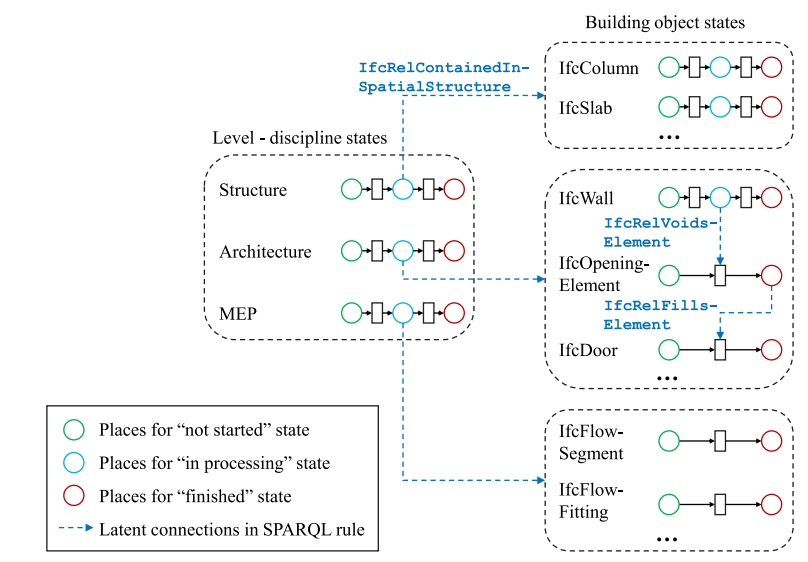 Building object states
IfcRelContainedIn-
SpatialStructure
IfcColumn
IfcSlab
...
Level - discipline states
Structure
Architecture
MEP
IfcWall
IfcRelVoids-
Element
IfcOpening-
Element
IfcRelFills-
Element
IfcDoor
...
IfcFlow-
Segment
IfcFlow-
Fitting
...
Places for “not started” state
Places for “in processing” state
Places for “finished” state
Latent connections in SPARQL rule